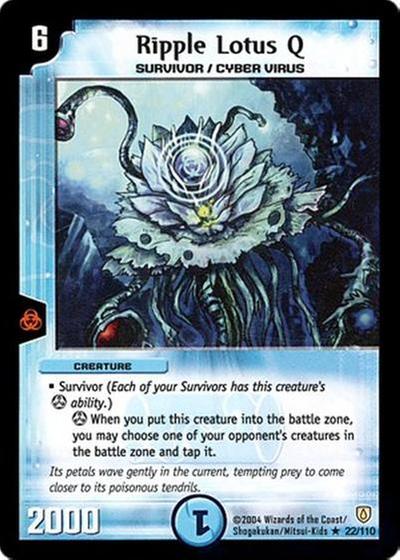 6
Ripple Lotus Q
SURVIVOR / CYBER VIRUS
CREATURE
▪ Survivor (Each of your Survivors has this creature's
ability.)
When you put this creature into the battle zone,
you may choose one of your opponent's creatures in
the battle zone and tap it.
Its petals wave gently in the current, tempting prey to come
closer to its poisonous tendrils.
2000
1
©2004 Wizards of the Coast/
Shogakukan/Mitsui-Kids ★ 22/110